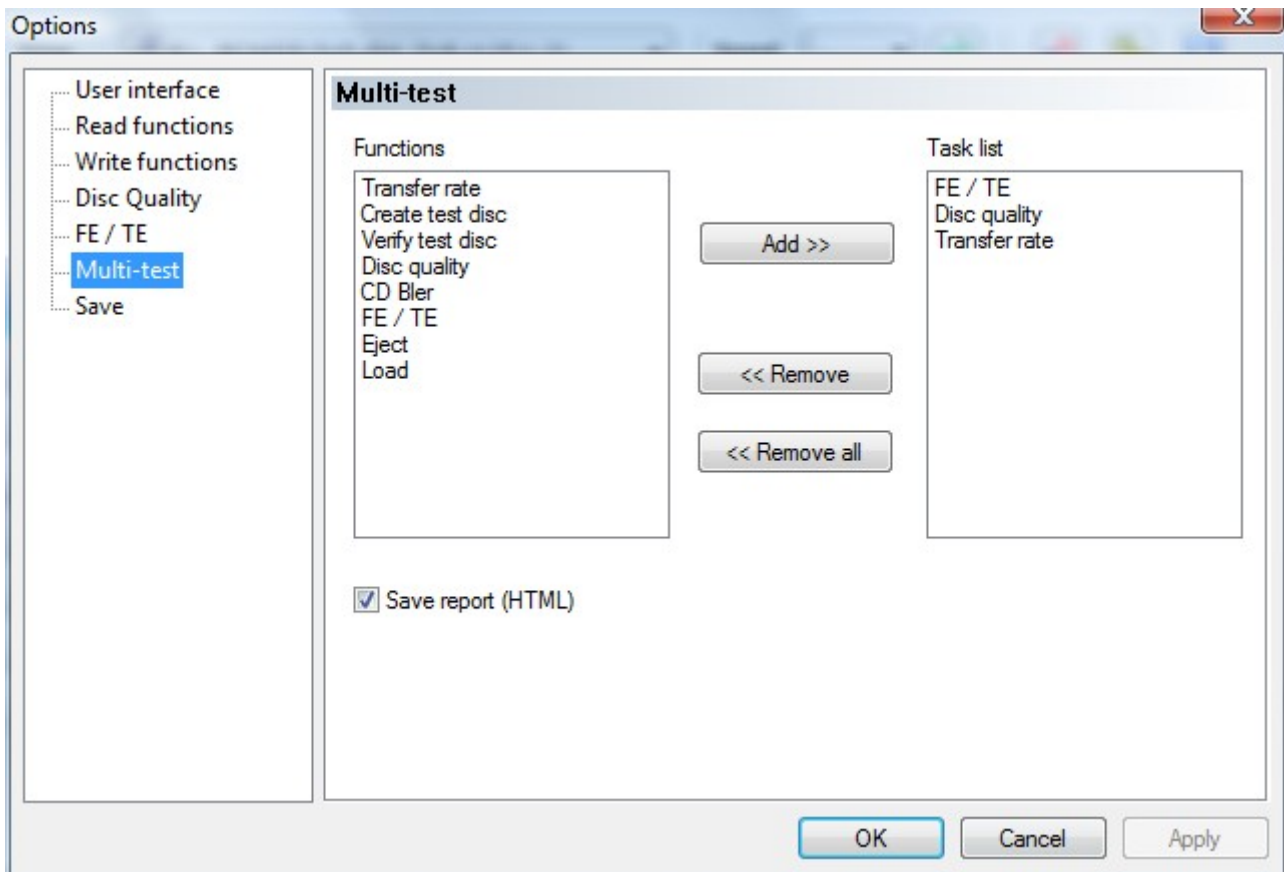 Options
User interface
Read functions
Write functions
Disc Quality
FE / TE
Multi-test
Save
Multi-test
Functions
Transfer rate
Create test disc
Verify test disc
Disc quality
CD Bler
FE / TE
Eject
Load
Add >>
<< Remove
<< Remove all
Task list
FE / TE
Disc quality
Transfer rate
Save report (HTML)
OK
Cancel
Apply